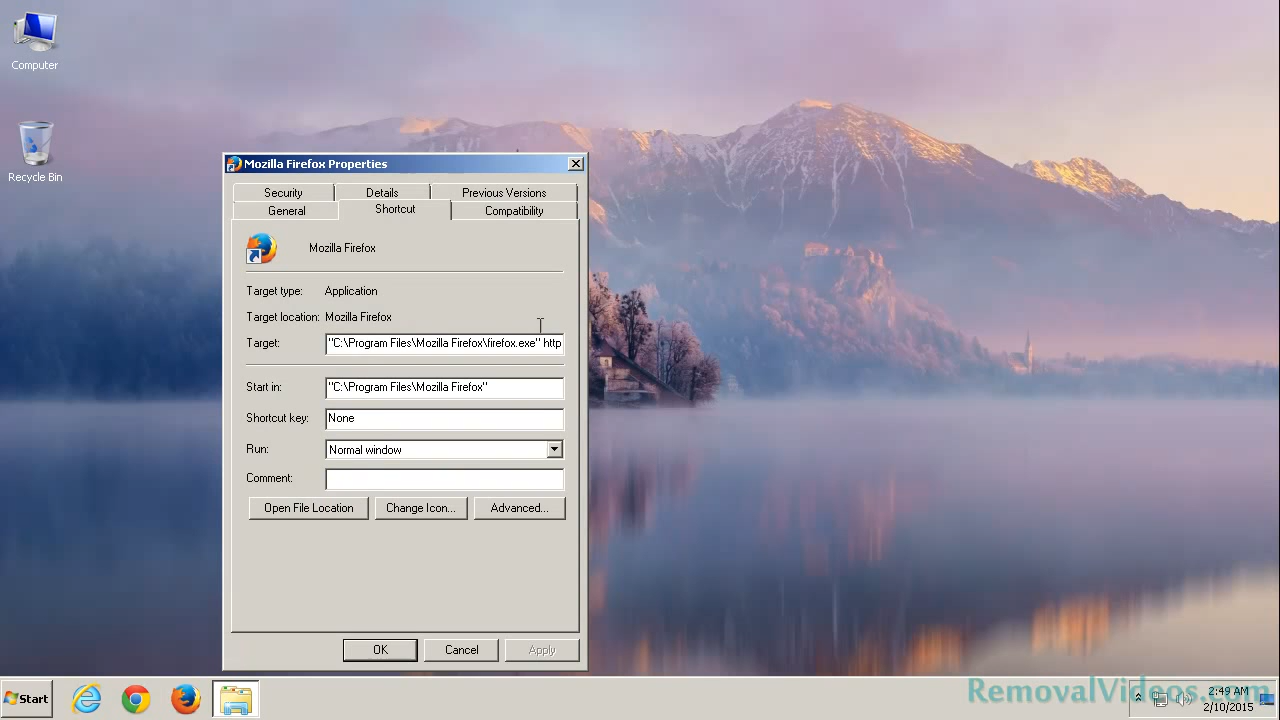 Computer
Recycle Bin
Mozilla Firefox Properties
Security Details Previous Versions
General Shortcut Compatibility
Mozilla Firefox
Target type: Application
Target location: Mozilla Firefox
Target: "C:\Program Files\Mozilla Firefox\firefox.exe" http
Start in: "C:\Program Files\Mozilla Firefox"
Shortcut key: None
Run: Normal window
Comment:
Open File Location Change Icon... Advanced...
OK Cancel Apply
Start
RemovalVideos.com
2:49 AM
2/10/2015